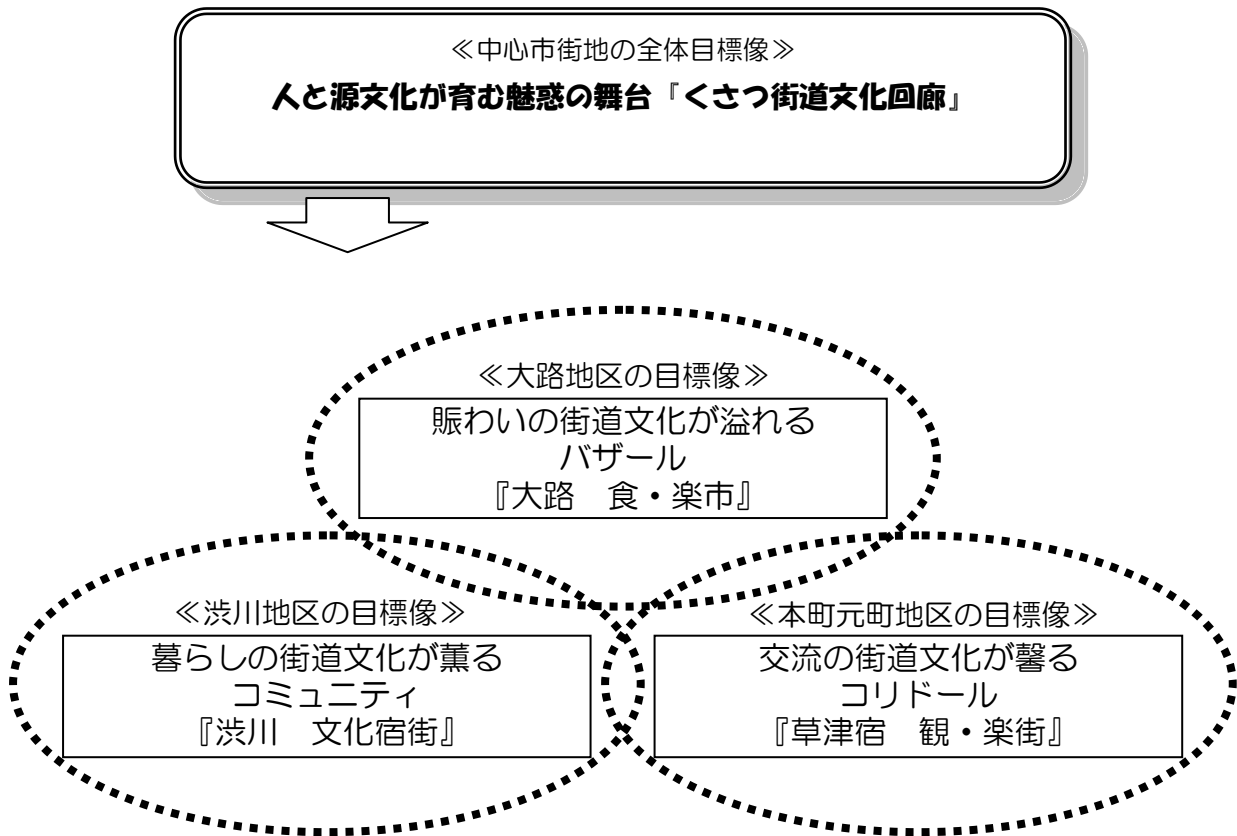 ≪中心市街地の全体目標像≫
人と源文化が育む魅惑の舞台『くさつ街道文化回廊』
≪大路地区の目標像≫
賑わいの街道文化が溢れる
バザール
『大路　食・楽市』
≪渋川地区の目標像≫
暮らしの街道文化が薫る
コミュニティ
『渋川　文化宿街』
≪本町元町地区の目標像≫
交流の街道文化が馨る
コリドール
『草津宿　観・楽街』